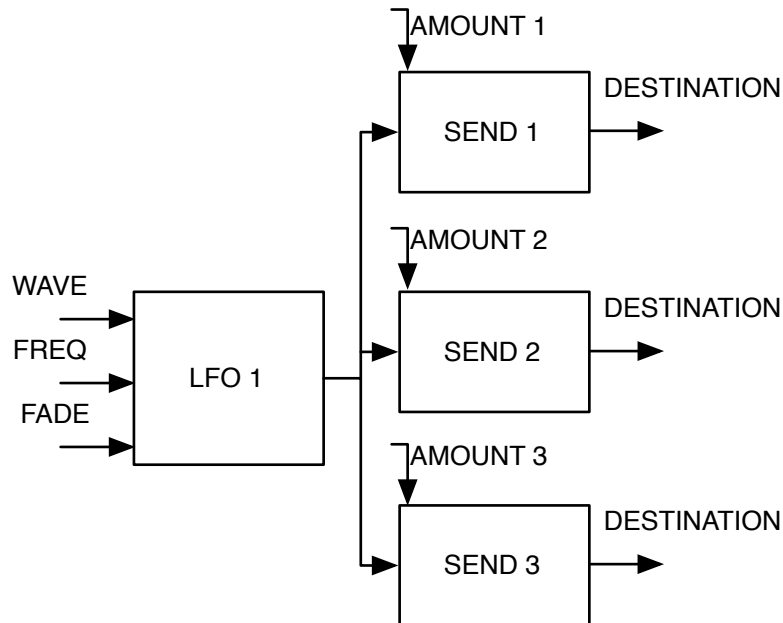 AMOUNT 1
DESTINATION
SEND 1
AMOUNT 2
DESTINATION
SEND 2
WAVE
FREQ
FADE
LFO 1
AMOUNT 3
DESTINATION
SEND 3